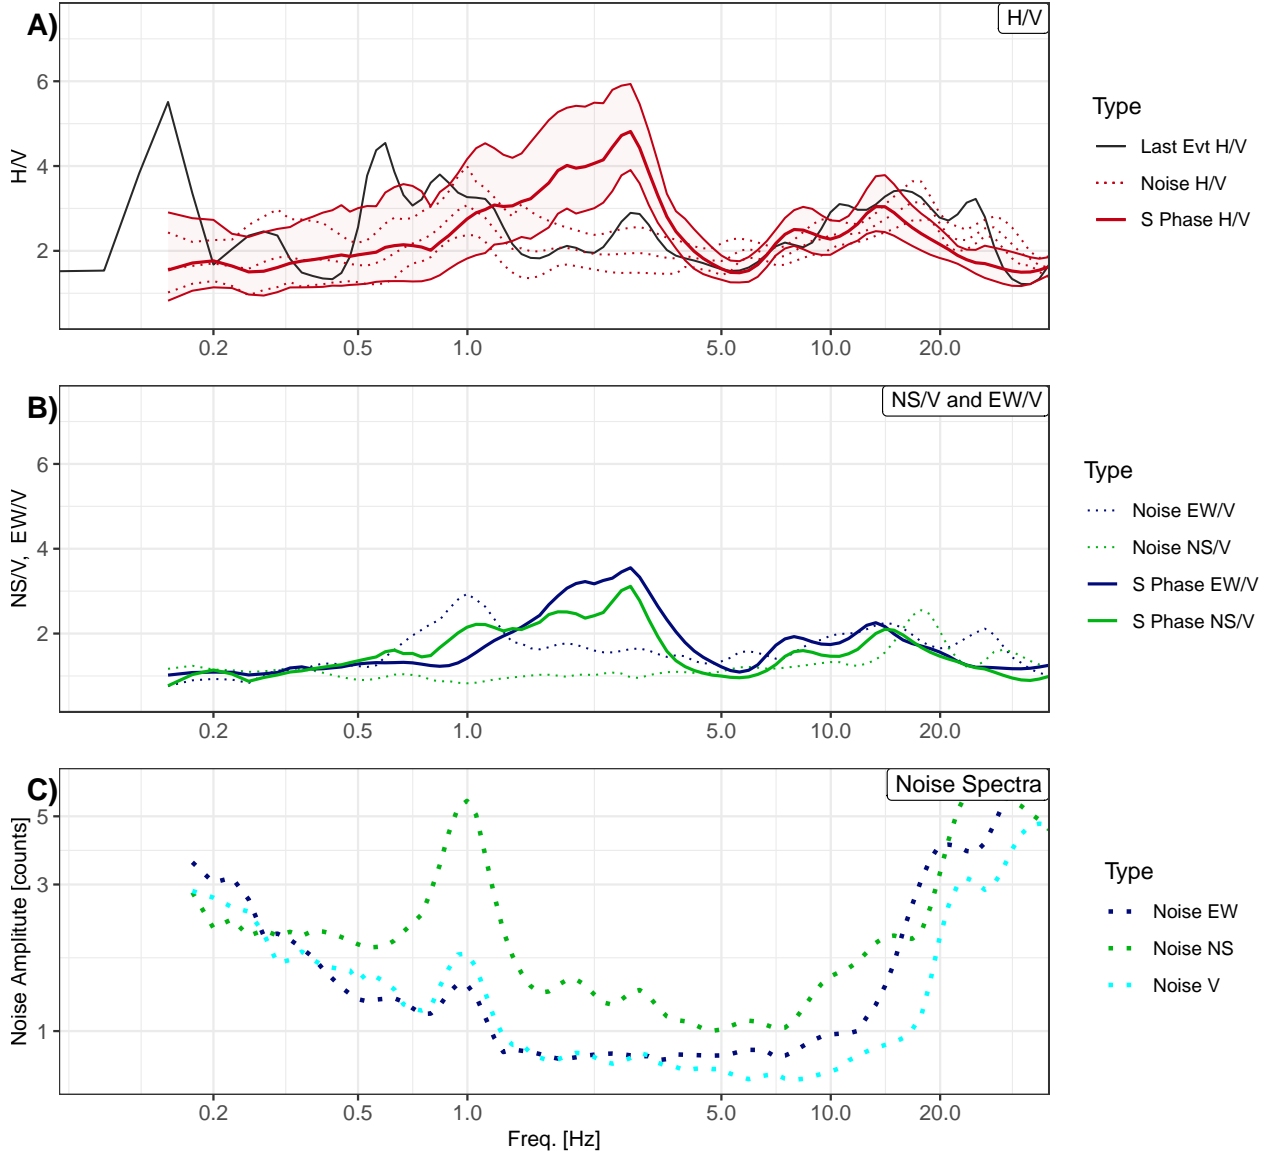 A)
H/V
6
4
2
H/V
0.2
0.5
1.0
5.0
10.0
20.0
Type
Last Evt H/V
Noise H/V
S Phase H/V
B)
NS/V and EW/V
6
4
2
NS/V, EW/V
0.2
0.5
1.0
5.0
10.0
20.0
Type
Noise EW/V
Noise NS/V
S Phase EW/V
S Phase NS/V
C)
Noise Spectra
5
3
1
Noise Amplitude [counts]
0.2
0.5
1.0
5.0
10.0
20.0
Freq. [Hz]
Type
Noise EW
Noise NS
Noise V